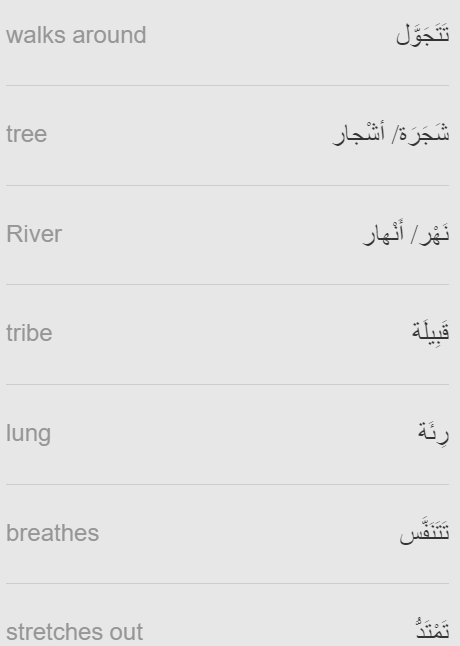 walks around تَتَجَوَّل
tree شَجَرَة/ أشْجار
River نَهْر/ أَنْهار
tribe قَبِيلَة
lung رِئَة
breathes تَتَنَفَّس
stretches out تَمْتَدُّ